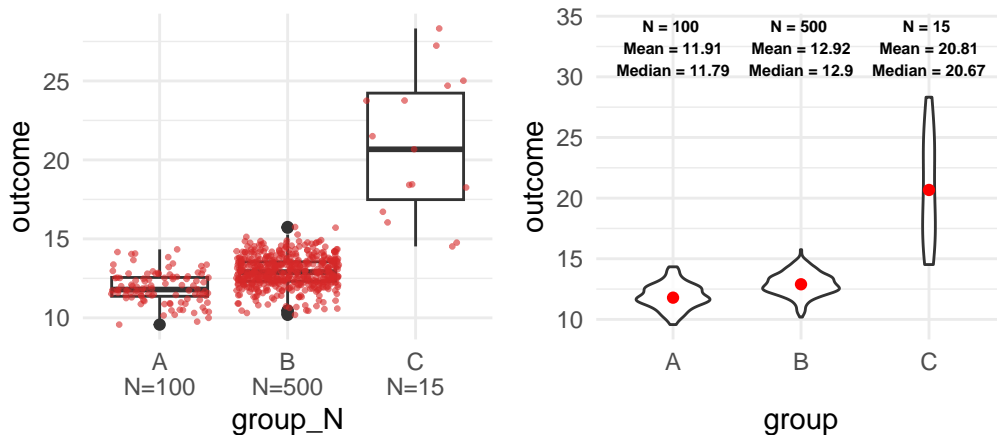 outcome
25
20
15
10
A
N=100
B
N=500
C
N=15
group_N
outcome
35
30
25
20
15
10
N = 100
Mean = 11.91
Median = 11.79
N = 500
Mean = 12.92
Median = 12.9
N = 15
Mean = 20.81
Median = 20.67
A
B
C
group